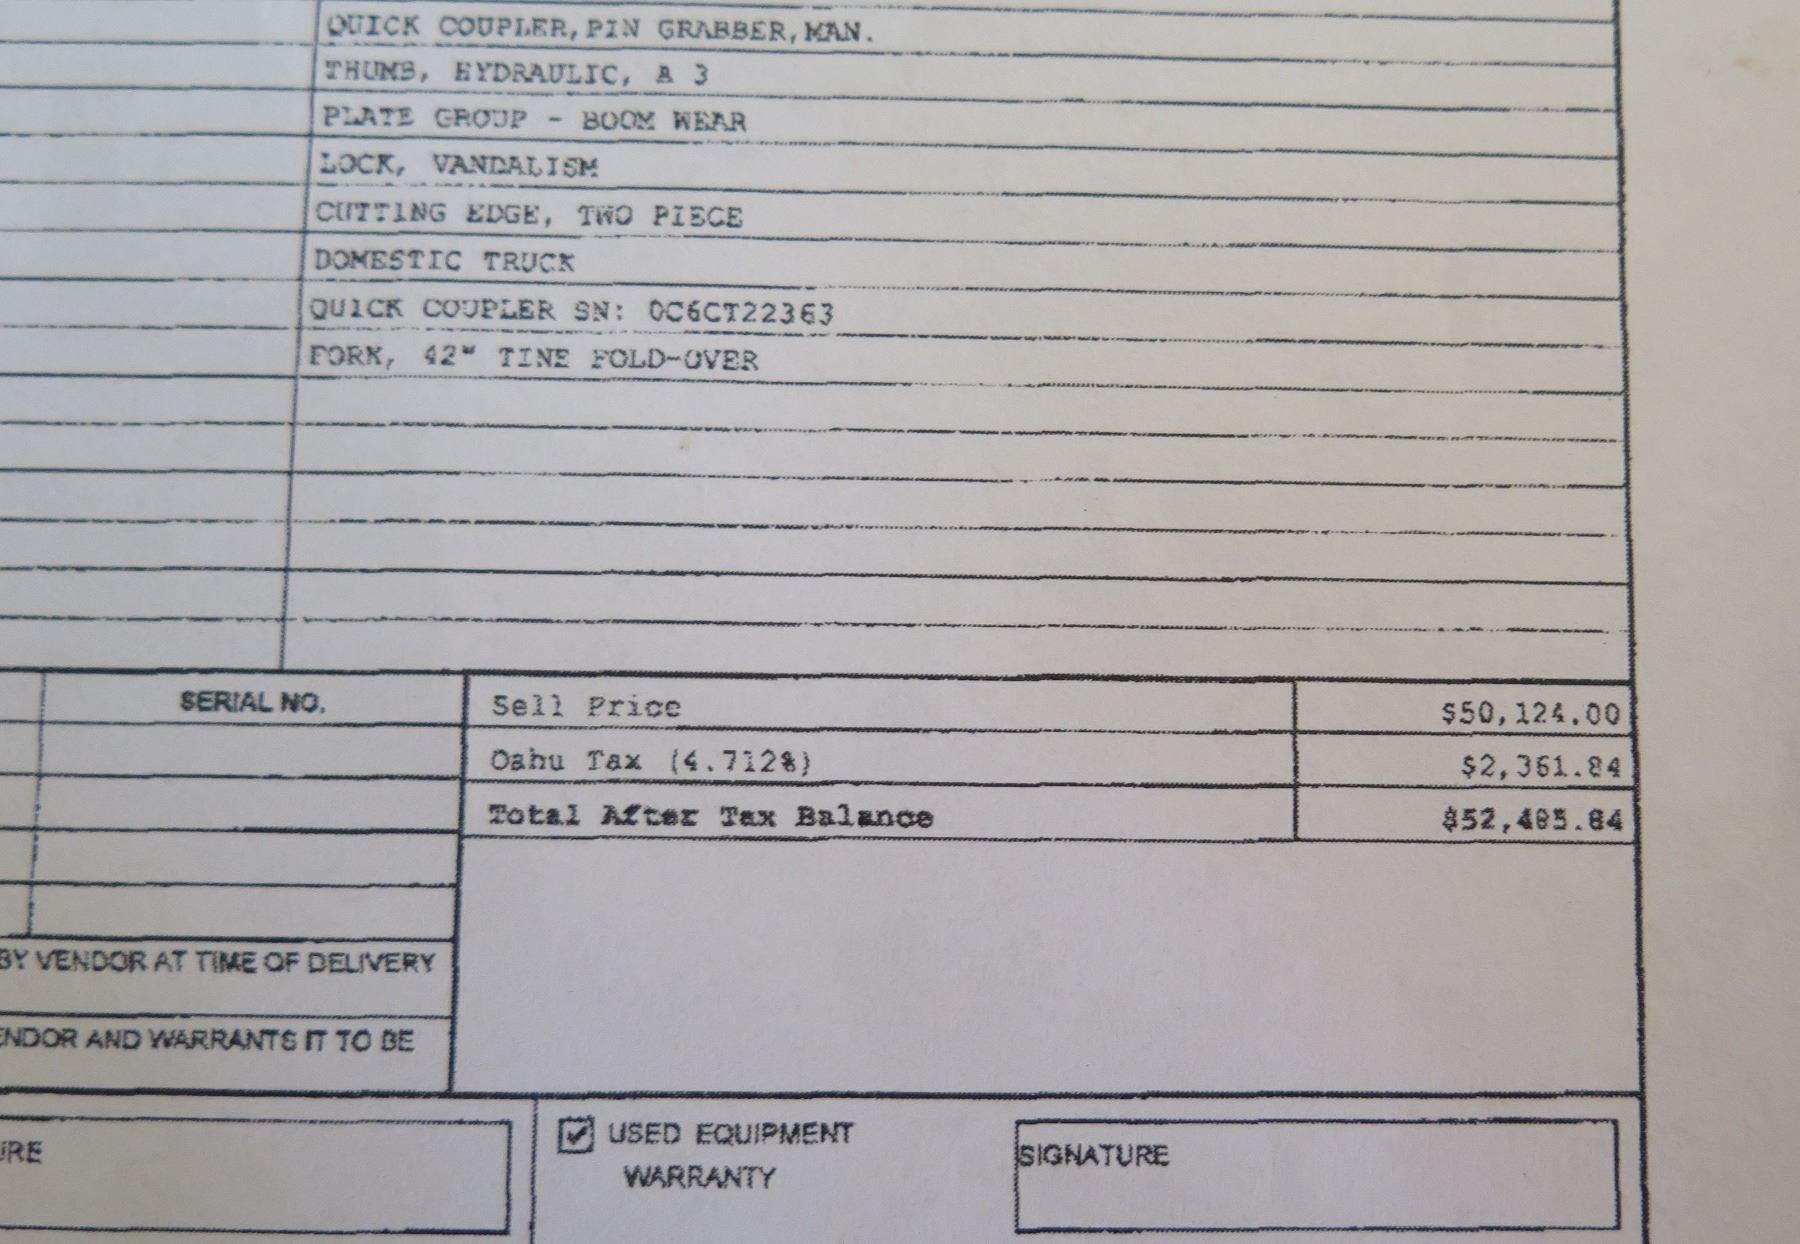 QUICK COUPLER, PIN GRABBER, MAN.
THUMB, HYDRAULIC, A 3
PLATE GROUP - BOOM WEAR
LOCK, VANDALISM
CUTTING EDGE, TWO PIECE
DOMESTIC TRUCK
QUICK COUPLER SN: 0C6CT22363
FORK, 42" TINE FOLD-OVER
SERIAL NO.
Sell Price $50,124.00
Oahu Tax (4.712%) $2,361.84
Total After Tax Balance $52,485.84
BY VENDOR AT TIME OF DELIVERY
ENDOR AND WARRANTS IT TO BE
URE
USED EQUIPMENT
WARRANTY
SIGNATURE